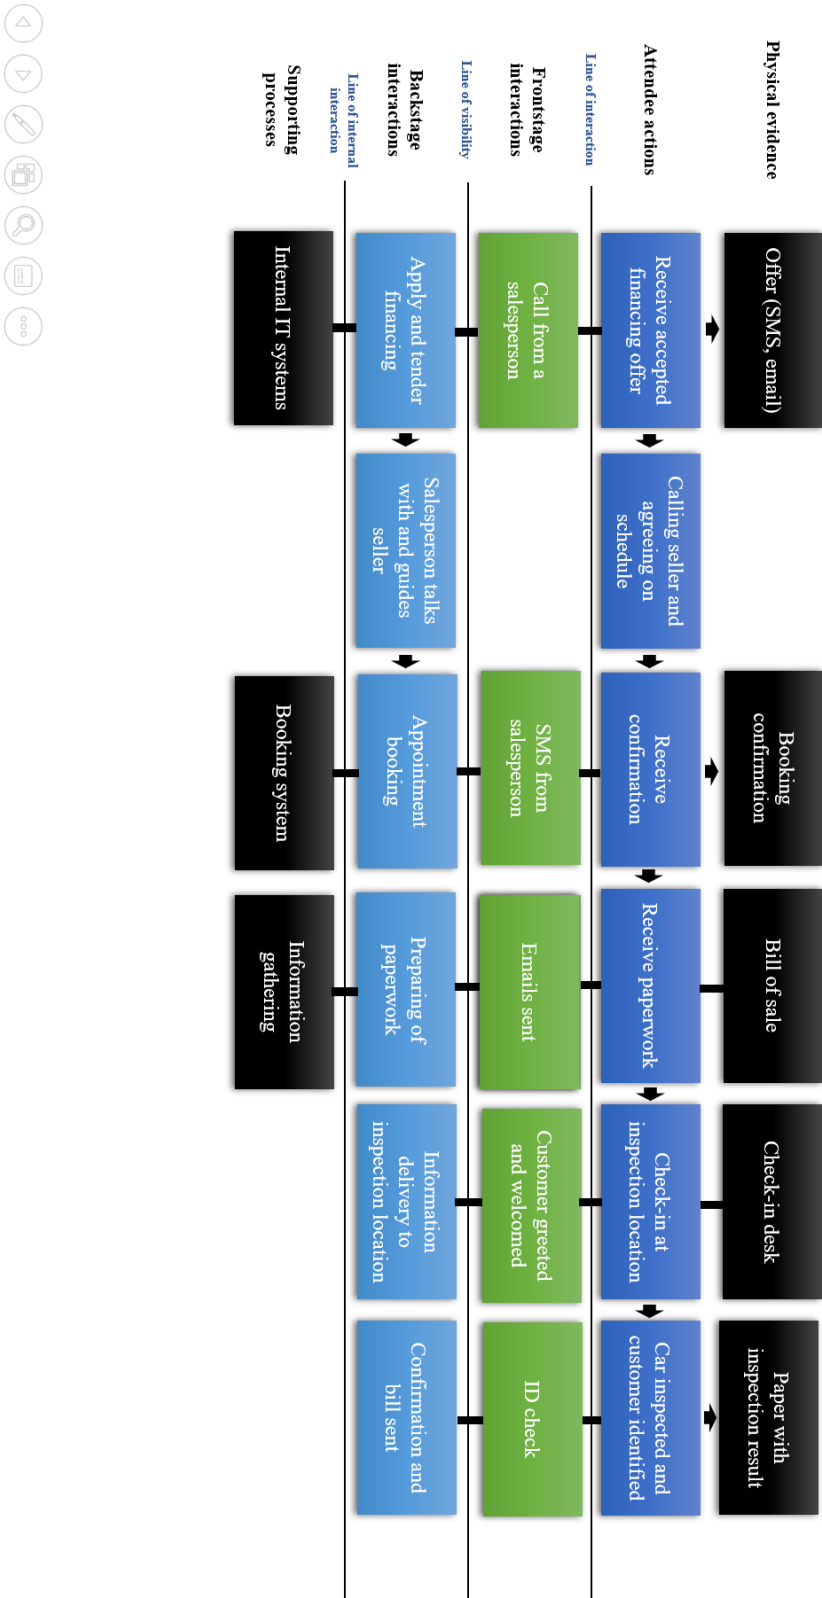 Physical evidence
Offer (SMS, email)
Booking
confirmation
Bill of sale
Check-in desk
Paper with
inspection result
Attendee actions
Receive accepted
financing offer
Calling seller and
agreeing on
schedule
Receive
confirmation
Receive paperwork
Check-in at
inspection location
Car inspected and
customer identified
Line of interaction
Frontstage
interactions
Call from a
salesperson
SMS from
salesperson
Emails sent
Customer greeted
and welcomed
ID check
Line of visibility
Backstage
interactions
Apply and tender
financing
Salesperson talks
with and guides
seller
Appointment
booking
Preparing of
paperwork
Information
delivery to
inspection location
Confirmation and
bill sent
Line of internal
interaction
Supporting
processes
Internal IT systems
Booking system
Information
gathering